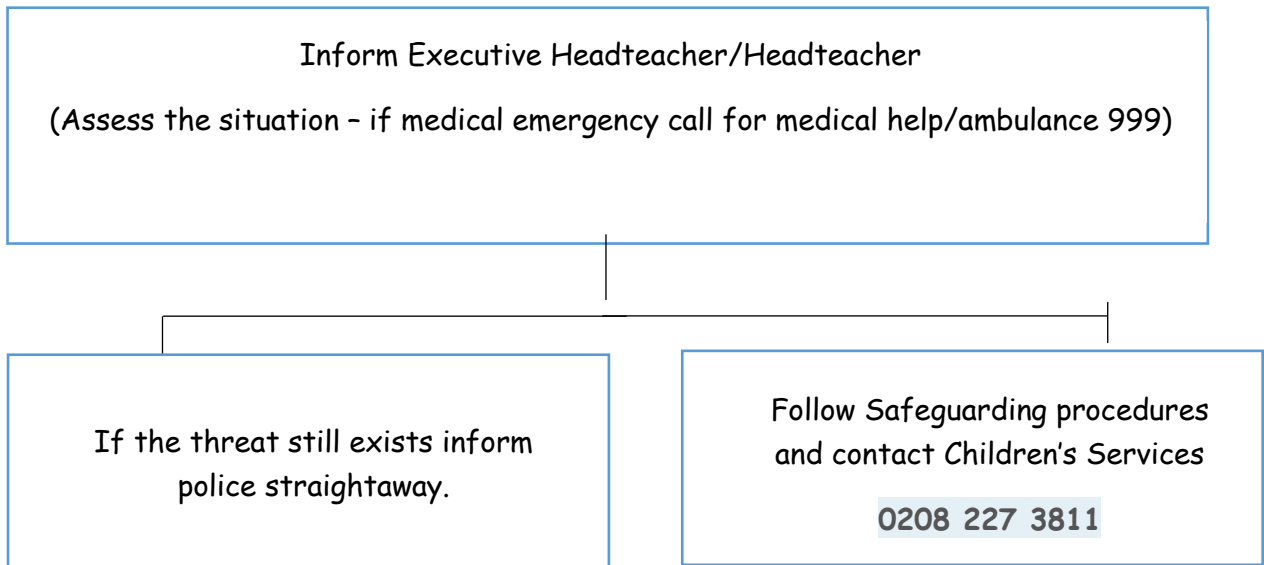 Inform Executive Headteacher/Headteacher
(Assess the situation – if medical emergency call for medical help/ambulance 999)
If the threat still exists inform
police straightaway.
Follow Safeguarding procedures
and contact Children’s Services
0208 227 3811